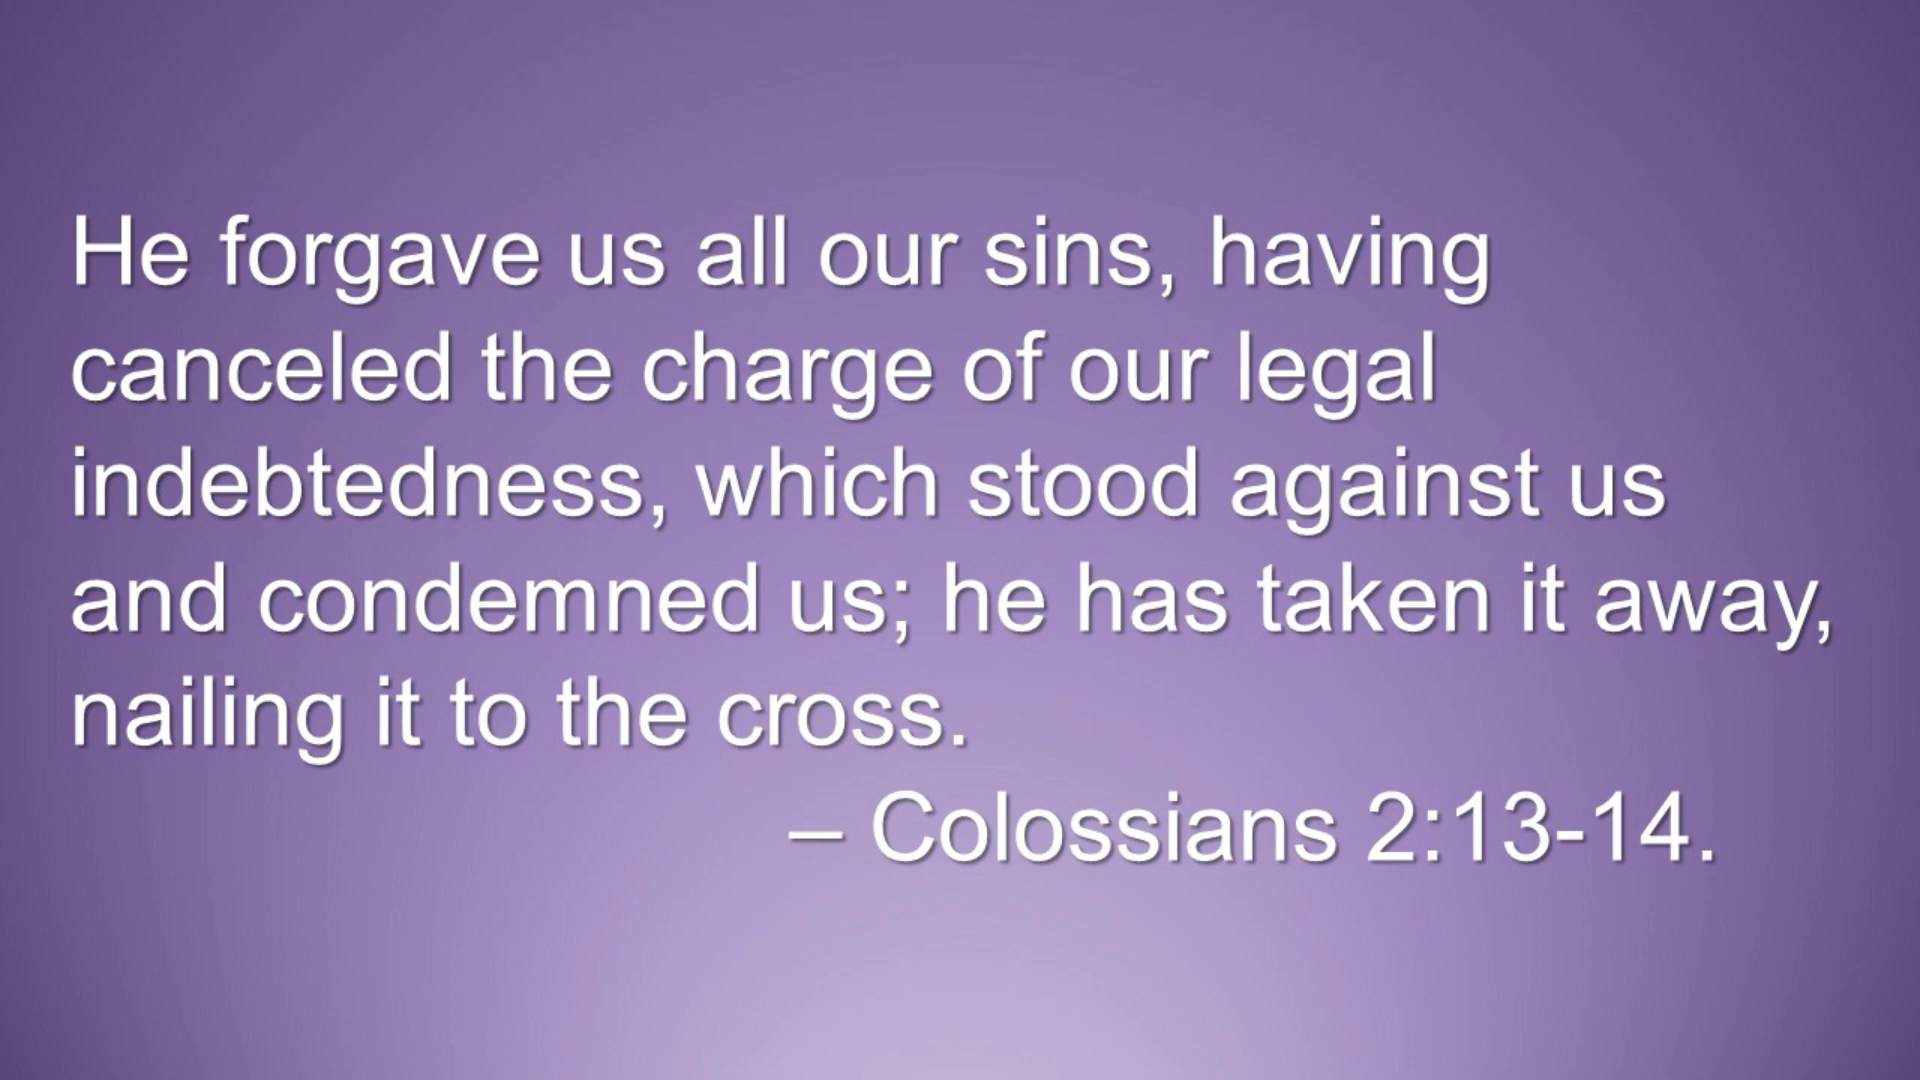 He forgave us all our sins, having
canceled the charge of our legal
indebtedness, which stood against us
and condemned us; he has taken it away,
nailing it to the cross.
– Colossians 2:13-14.